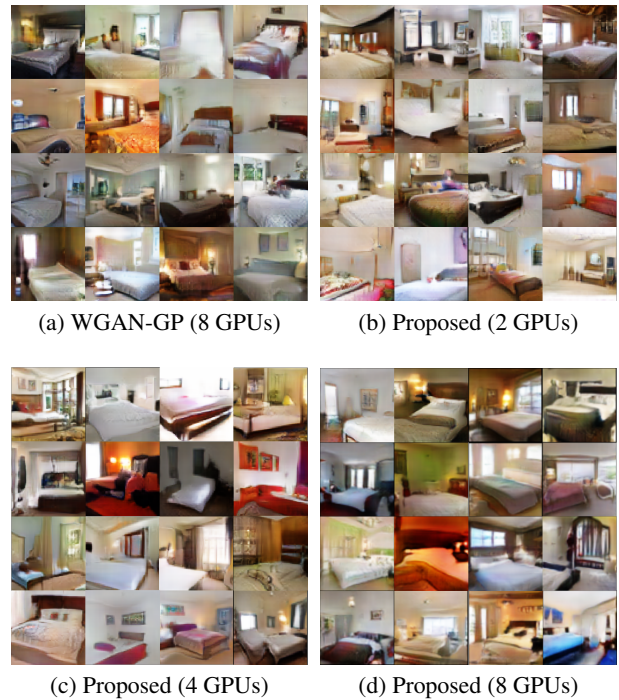 (a) WGAN-GP (8 GPUs)
(b) Proposed (2 GPUs)
(c) Proposed (4 GPUs)
(d) Proposed (8 GPUs)